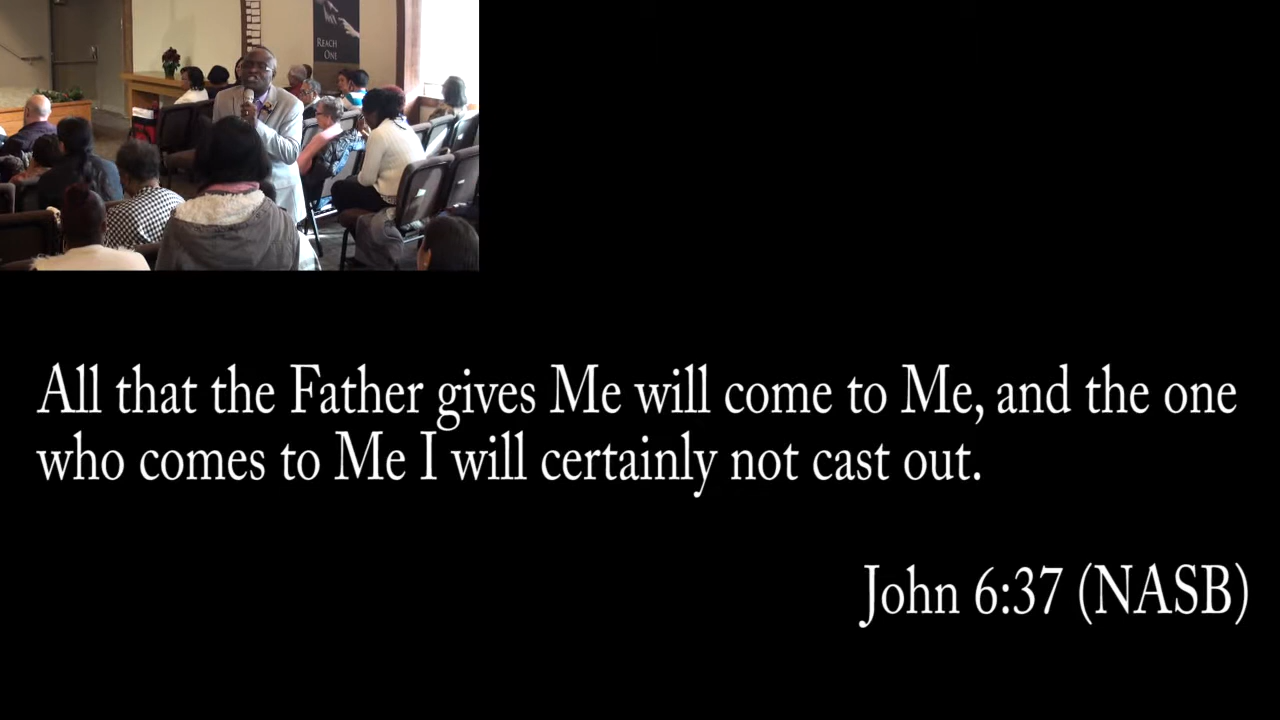 REACH
ONE
All that the Father gives Me will come to Me, and the one
who comes to Me I will certainly not cast out.
John 6:37 (NASB)